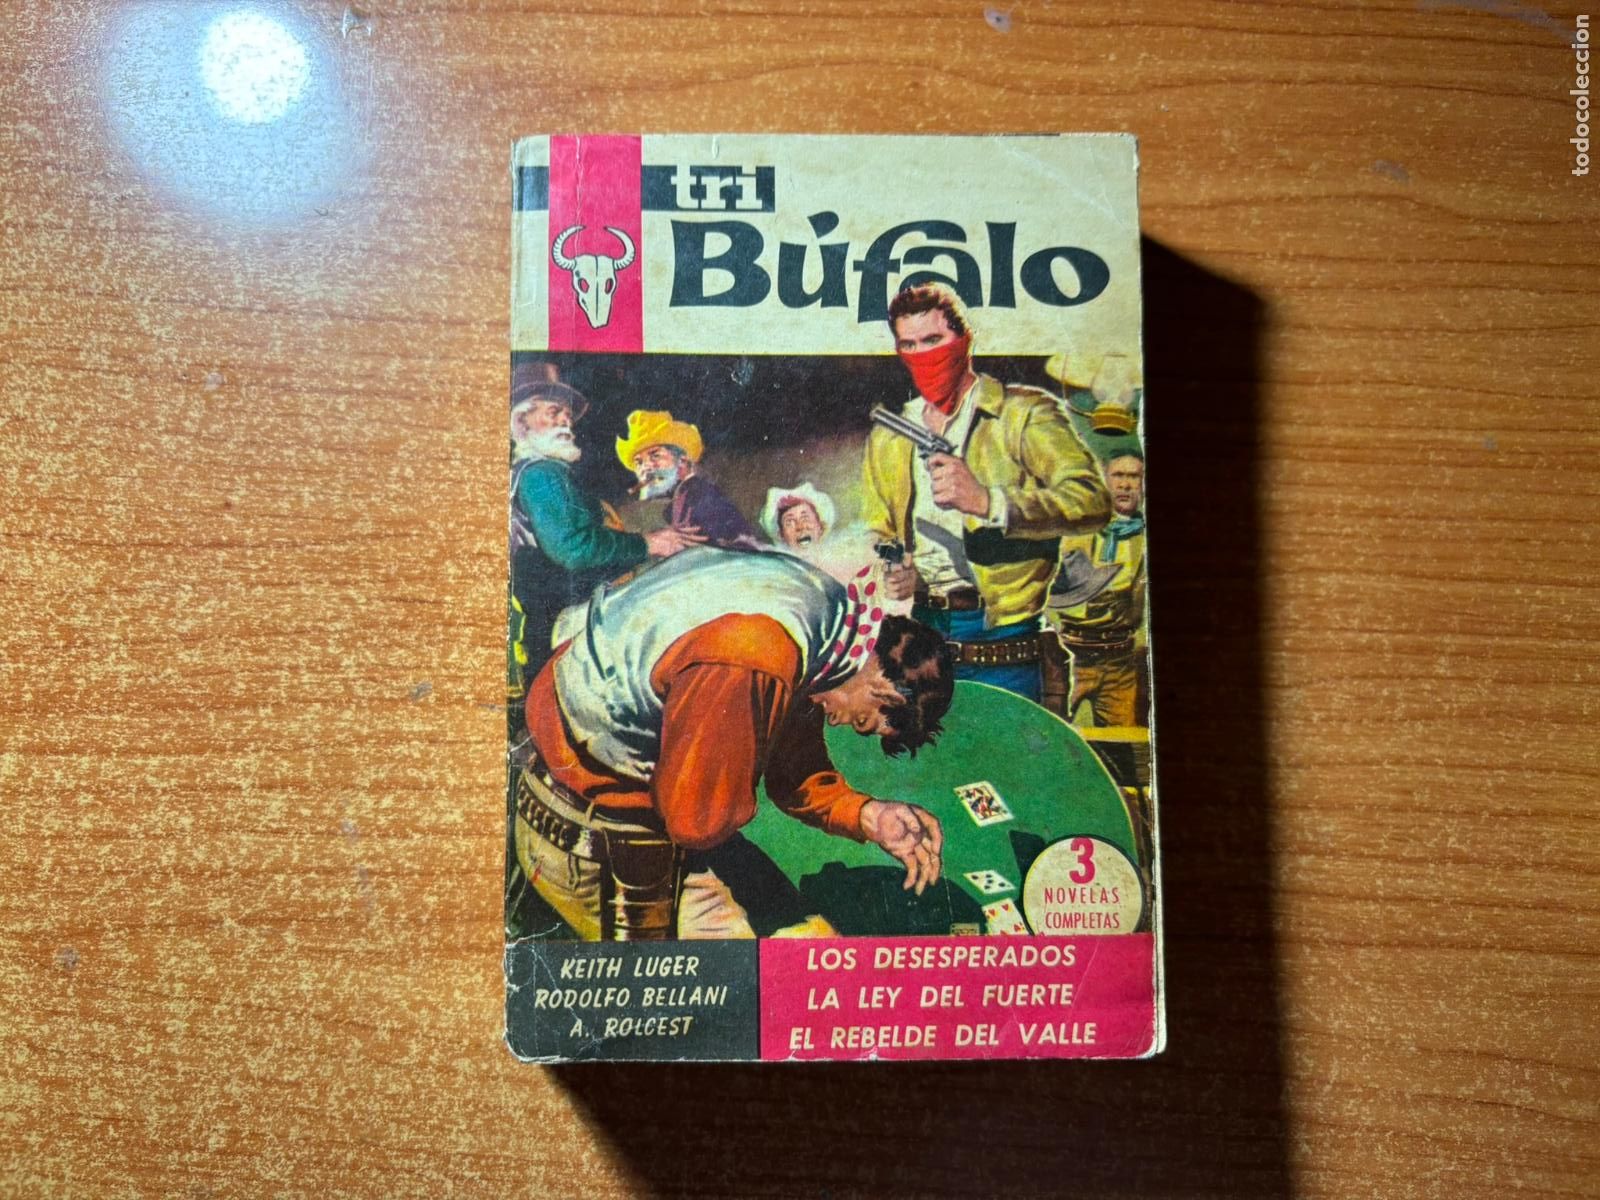 tri
Búfalo
3
NOVELAS
COMPLETAS
KEITH LUGER
RODOLFO BELLANI
A. ROLCEST
LOS DESESPERADOS
LA LEY DEL FUERTE
EL REBELDE DEL VALLE
todocoleccion